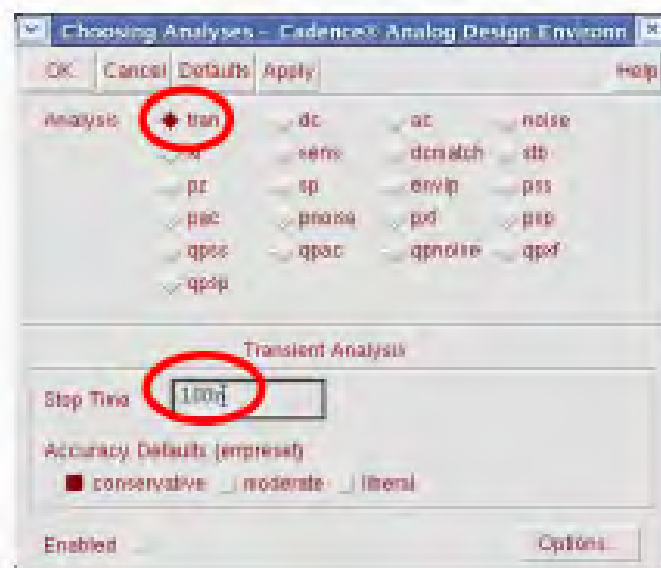 Choosing Analyses - Cadence® Analog Design Environn
OK Cancel Defaults Apply Help
Analysis tran dc ac noise
xf sens dcmatch stb
pz sp envlp pss
pac pnoise pxf psp
qpss qpac qpnoise qpxf
qpsp
Transient Analysis
Stop Time 100n
Accuracy Defaults (errpreset)
conservative moderate liberal
Enabled Options...